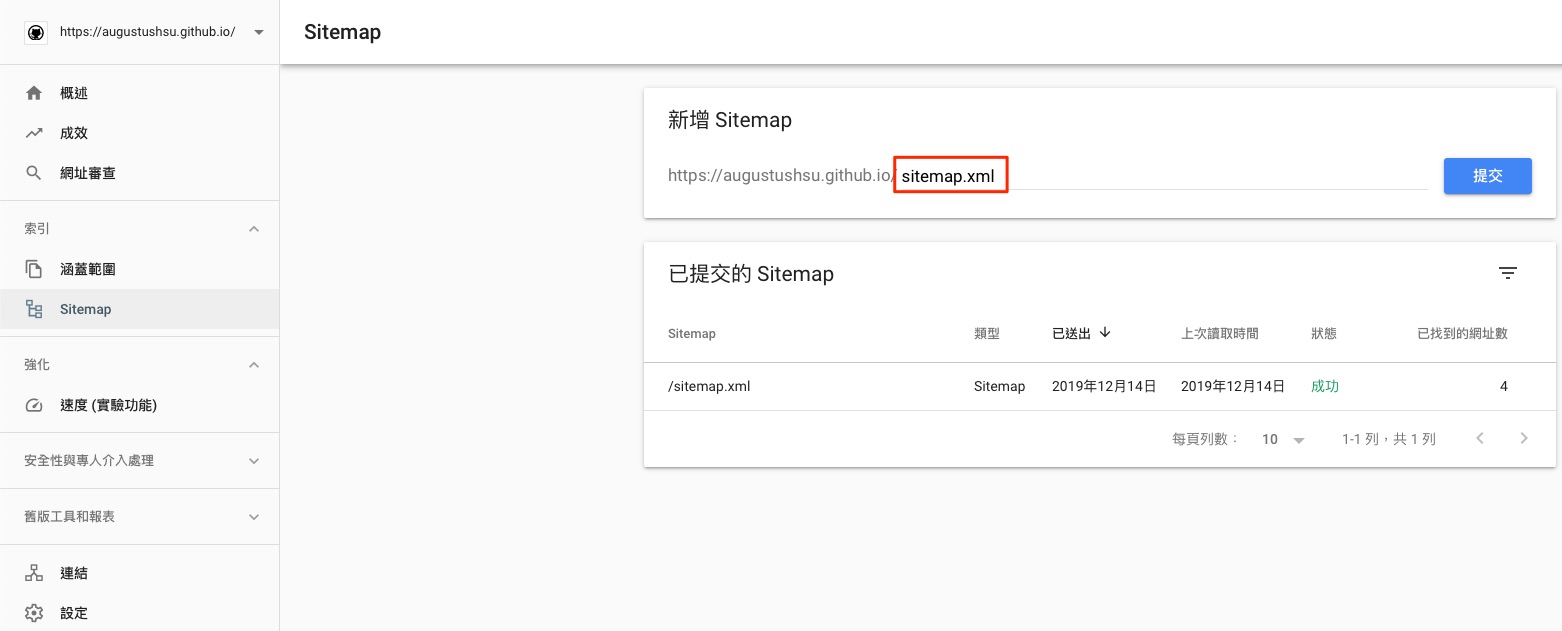 https://augustushsu.github.io/
概述
成效
網址審查
索引
涵蓋範圍
Sitemap
強化
速度 (實驗功能)
安全性與專人介入處理
舊版工具和報表
連結
設定
Sitemap
新增 Sitemap
https://augustushsu.github.io/ sitemap.xml
提交
已提交的 Sitemap
Sitemap 類型 已送出 上次讀取時間 狀態 已找到的網址數
/sitemap.xml Sitemap 2019年12月14日 2019年12月14日 成功 4
每頁列數： 10 1-1 列，共 1 列